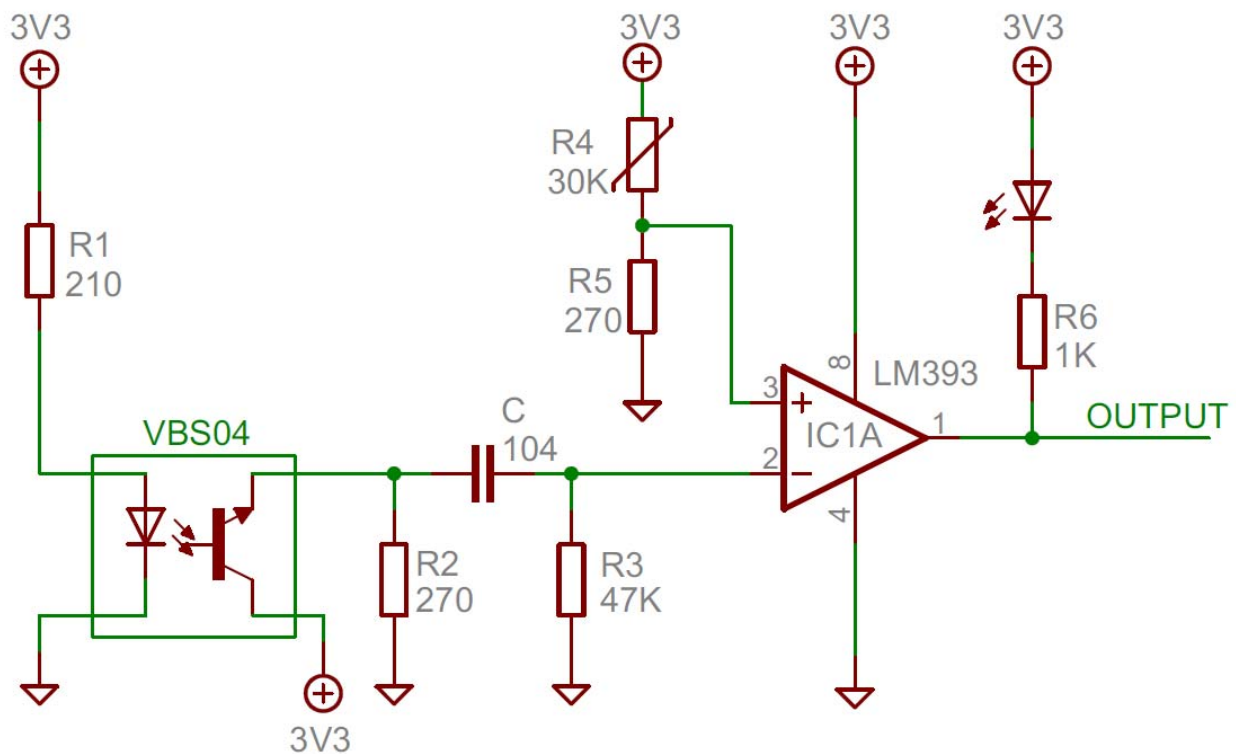 3V3
3V3
3V3
3V3
R4
30K
R1
210
R5
270
R6
1K
8
LM393
3
+
IC1A
1
OUTPUT
2
-
4
VBS04
C
104
R2
270
R3
47K
3V3